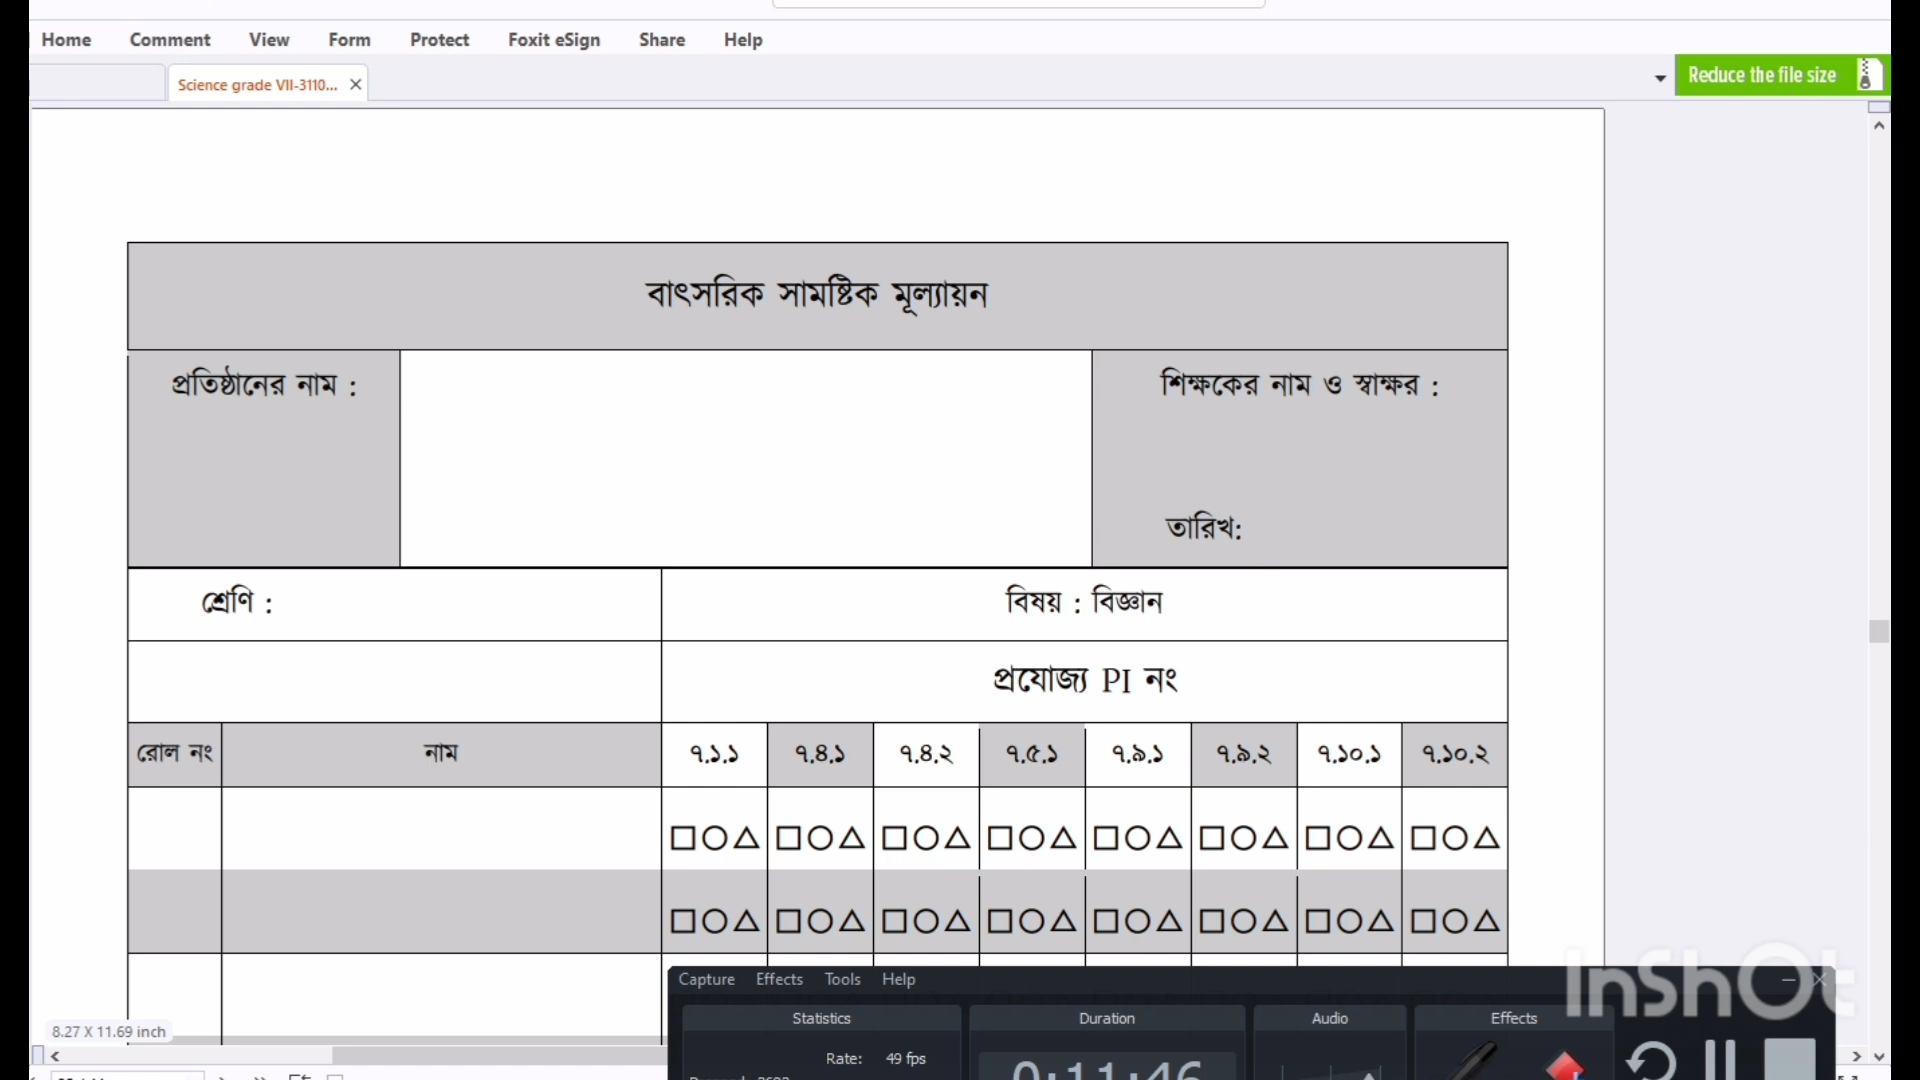 Home Comment View Form Protect Foxit eSign Share Help
Science grade VII-3110...
Reduce the file size
বাৎসরিক সামষ্টিক মূল্যায়ন
প্রতিষ্ঠানের নাম :
শিক্ষকের নাম ও স্বাক্ষর :
তারিখ:
শ্রেণি :
বিষয় : বিজ্ঞান
প্রযোজ্য PI নং
রোল নং নাম ৭.১.১ ৭.৪.১ ৭.৪.২ ৭.৫.১ ৭.৯.১ ৭.৯.২ ৭.১০.১ ৭.১০.২
Capture Effects Tools Help
InShOt
Statistics Duration Audio Effects
8.27 X 11.69 inch
Rate: 49 fps
0:11:46